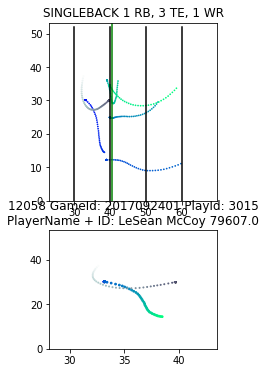 SINGLEBACK 1 RB, 3 TE, 1 WR
50
40
30
20
10
0
30 40 50 60
12058 GameId: 2017092401 PlayId: 3015
PlayerName + ID: LeSean McCoy 79607.0
40
20
0
30 35 40